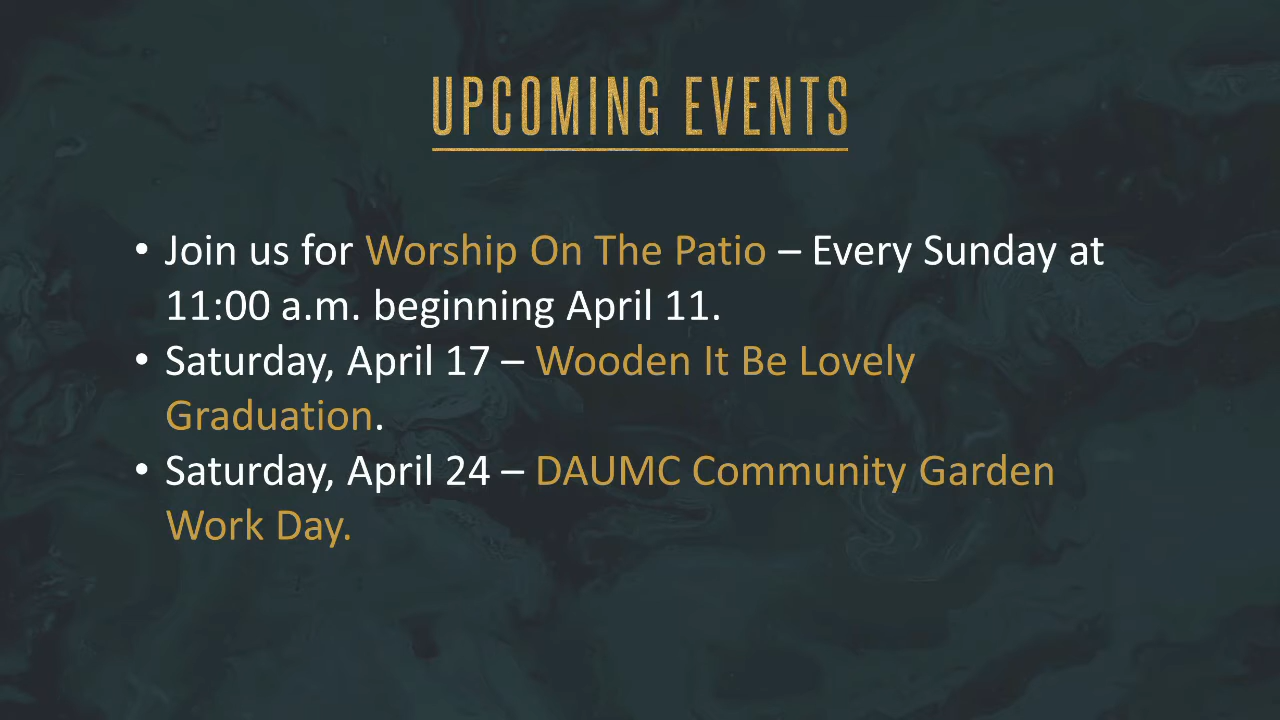 UPCOMING EVENTS
• Join us for Worship On The Patio – Every Sunday at
11:00 a.m. beginning April 11.
• Saturday, April 17 – Wooden It Be Lovely
Graduation.
• Saturday, April 24 – DAUMC Community Garden
Work Day.